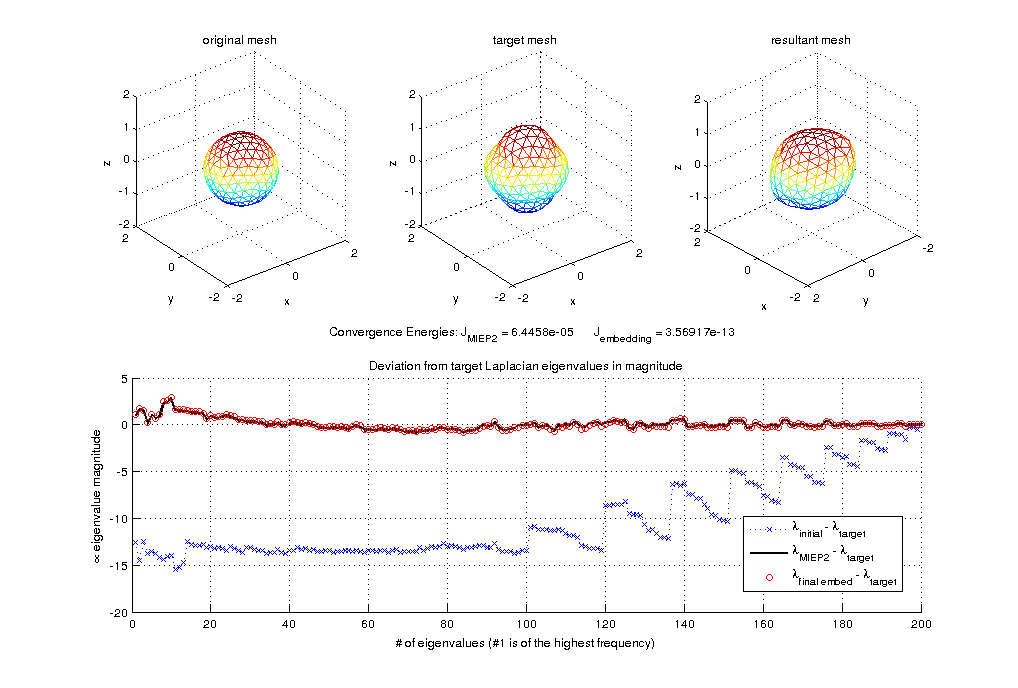 original mesh
target mesh
resultant mesh
2
1
0
-1
-2
z
2
0
-2
y
-2
0
2
x
2
1
0
-1
-2
z
2
0
-2
y
-2
0
2
x
2
1
0
-1
-2
z
2
0
-2
x
2
0
-2
y
Convergence Energies: J_MIEP2 = 6.4458e-05 J_embedding = 3.56917e-13
Deviation from target Laplacian eigenvalues in magnitude
5
0
-5
-10
-15
-20
∝ eigenvalue magnitude
λ_initial - λ_target
λ_MIEP2 - λ_target
λ_final embed - λ_target
0 20 40 60 80 100 120 140 160 180 200
# of eigenvalues (#1 is of the highest frequency)